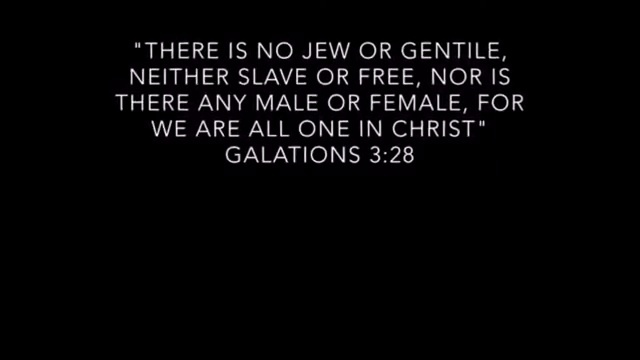 "THERE IS NO JEW OR GENTILE,
NEITHER SLAVE OR FREE, NOR IS
THERE ANY MALE OR FEMALE, FOR
WE ARE ALL ONE IN CHRIST"
GALATIONS 3:28